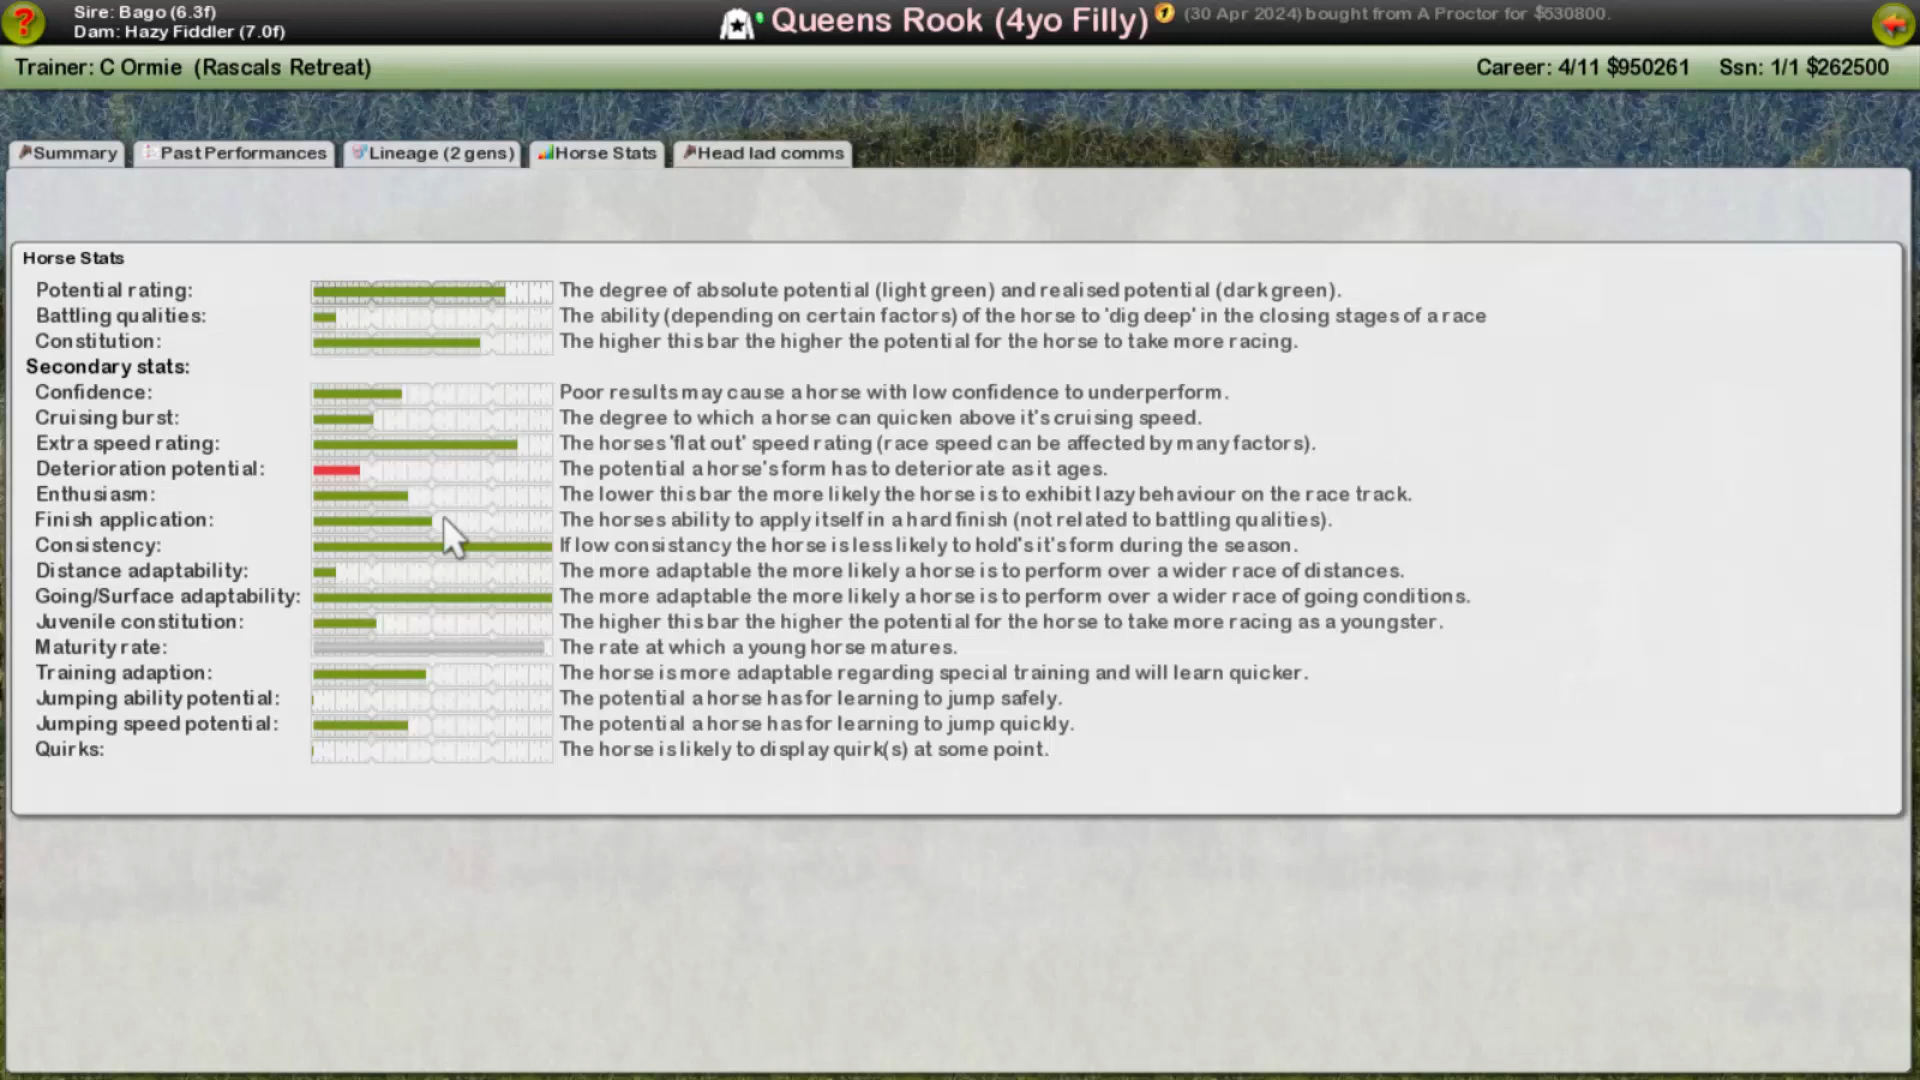 Sire: Bago (6.3f)
Dam: Hazy Fiddler (7.0f)
Queens Rook (4yo Filly)
(30 Apr 2024) bought from A Proctor for $530800.
Trainer: C Ormie (Rascals Retreat)
Career: 4/11 $950261 Ssn: 1/1 $262500
Summary Past Performances Lineage (2 gens) Horse Stats Head lad comms
Horse Stats
Potential rating: The degree of absolute potential (light green) and realised potential (dark green).
Battling qualities: The ability (depending on certain factors) of the horse to 'dig deep' in the closing stages of a race
Constitution: The higher this bar the higher the potential for the horse to take more racing.
Secondary stats:
Confidence: Poor results may cause a horse with low confidence to underperform.
Cruising burst: The degree to which a horse can quicken above it's cruising speed.
Extra speed rating: The horses 'flat out' speed rating (race speed can be affected by many factors).
Deterioration potential: The potential a horse's form has to deteriorate as it ages.
Enthusiasm: The lower this bar the more likely the horse is to exhibit lazy behaviour on the race track.
Finish application: The horses ability to apply itself in a hard finish (not related to battling qualities).
Consistency: If low consistancy the horse is less likely to hold's it's form during the season.
Distance adaptability: The more adaptable the more likely a horse is to perform over a wider race of distances.
Going/Surface adaptability: The more adaptable the more likely a horse is to perform over a wider race of going conditions.
Juvenile constitution: The higher this bar the higher the potential for the horse to take more racing as a youngster.
Maturity rate: The rate at which a young horse matures.
Training adaption: The horse is more adaptable regarding special training and will learn quicker.
Jumping ability potential: The potential a horse has for learning to jump safely.
Jumping speed potential: The potential a horse has for learning to jump quickly.
Quirks: The horse is likely to display quirk(s) at some point.